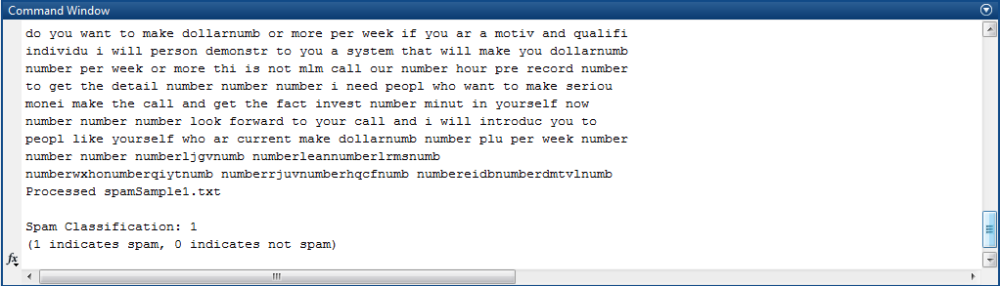 Command Window
do you want to make dollarnumb or more per week if you ar a motiv and qualifi
individu i will person demonstr to you a system that will make you dollarnumb
number per week or more thi is not mlm call our number hour pre record number
to get the detail number number number i need peopl who want to make seriou
monei make the call and get the fact invest number minut in yourself now
number number number look forward to your call and i will introduc you to
peopl like yourself who ar current make dollarnumb number plu per week number
number number numberljgvnumb numberleannumberlrmsnumb
numberwxhonumberqiytnumb numberrjuvnumberhqcfnumb numbereidbnumberdmtvlnumb
Processed spamSample1.txt
Spam Classification: 1
(1 indicates spam, 0 indicates not spam)
fx